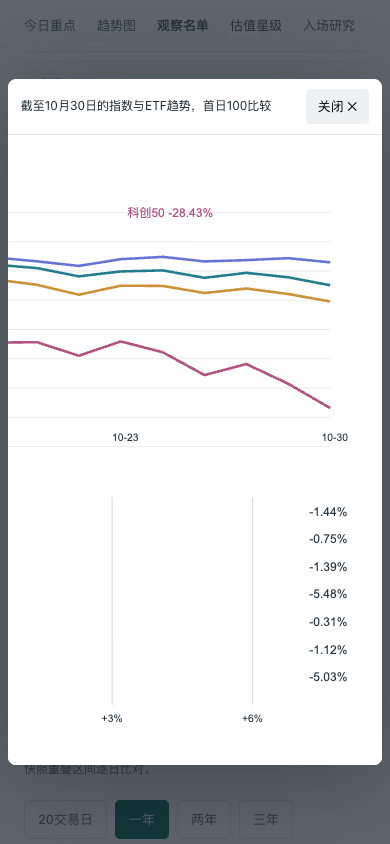 今日重点 趋势图 观察名单 估值星级 入场研究
截至10月30日的指数与ETF趋势，首日100比较
关闭 ×
科创50 -28.43%
10-23 10-30
-1.44%
-0.75%
-1.39%
-5.48%
-0.31%
-1.12%
-5.03%
+3% +6%
快照重叠区间逐日比对。
20交易日 一年 两年 三年